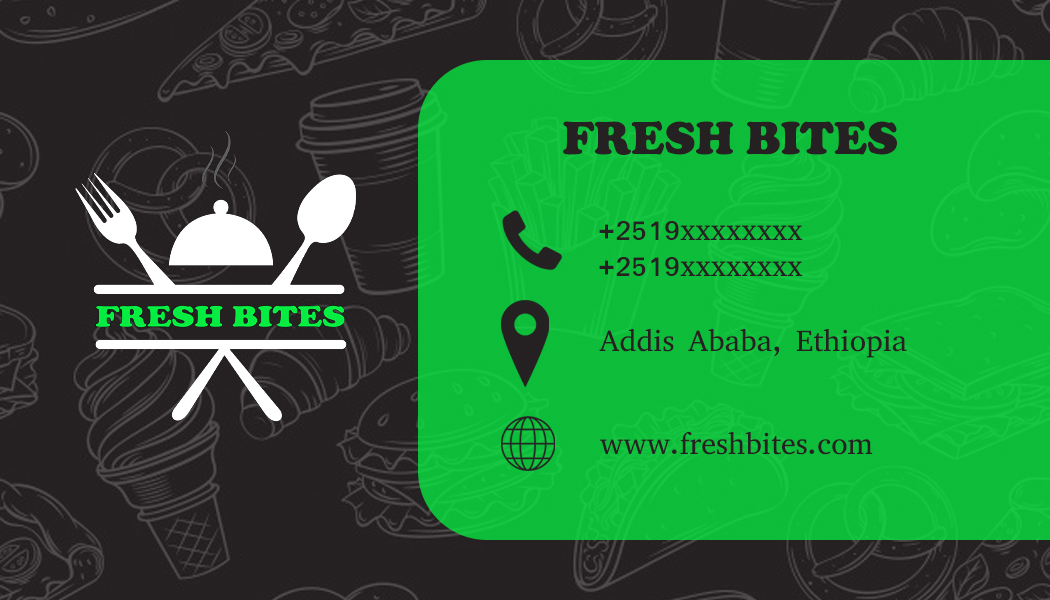 FRESH BITES
FRESH BITES
+2519xxxxxxxx
+2519xxxxxxxx
Addis Ababa, Ethiopia
www.freshbites.com